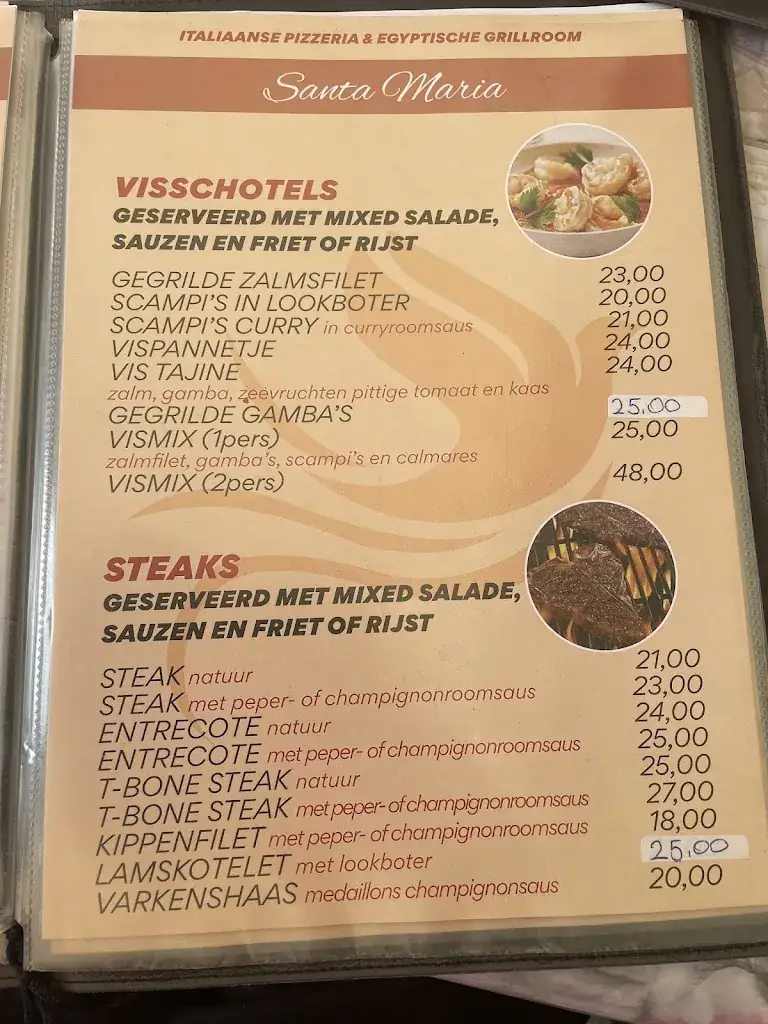 ITALIAANSE PIZZERIA & EGYPTISCHE GRILLROOM
Santa Maria
VISSCHOTELS
GESERVEERD MET MIXED SALADE,
SAUZEN EN FRIET OF RIJST
GEGRILDE ZALMSFILET 23,00
SCAMPI'S IN LOOKBOTER 20,00
SCAMPI'S CURRY in curryroomsaus 21,00
VISPANNETJE 24,00
VIS TAJINE 24,00
zalm, gamba, zeevruchten pittige tomaat en kaas
GEGRILDE GAMBA'S 25.00
VISMIX (1pers) 25,00
zalmfilet, gamba's, scampi's en calmares
VISMIX (2pers) 48,00
STEAKS
GESERVEERD MET MIXED SALADE,
SAUZEN EN FRIET OF RIJST
STEAK natuur 21,00
STEAK met peper- of champignonroomsaus 23,00
ENTRECOTE natuur 24,00
ENTRECOTE met peper- of champignonroomsaus 25,00
T-BONE STEAK natuur 25,00
T-BONE STEAK met peper- of champignonroomsaus 27,00
KIPPENFILET met peper- of champignonroomsaus 18,00
LAMSKOTELET met lookboter 25.00
VARKENSHAAS medaillons champignonsaus 20,00